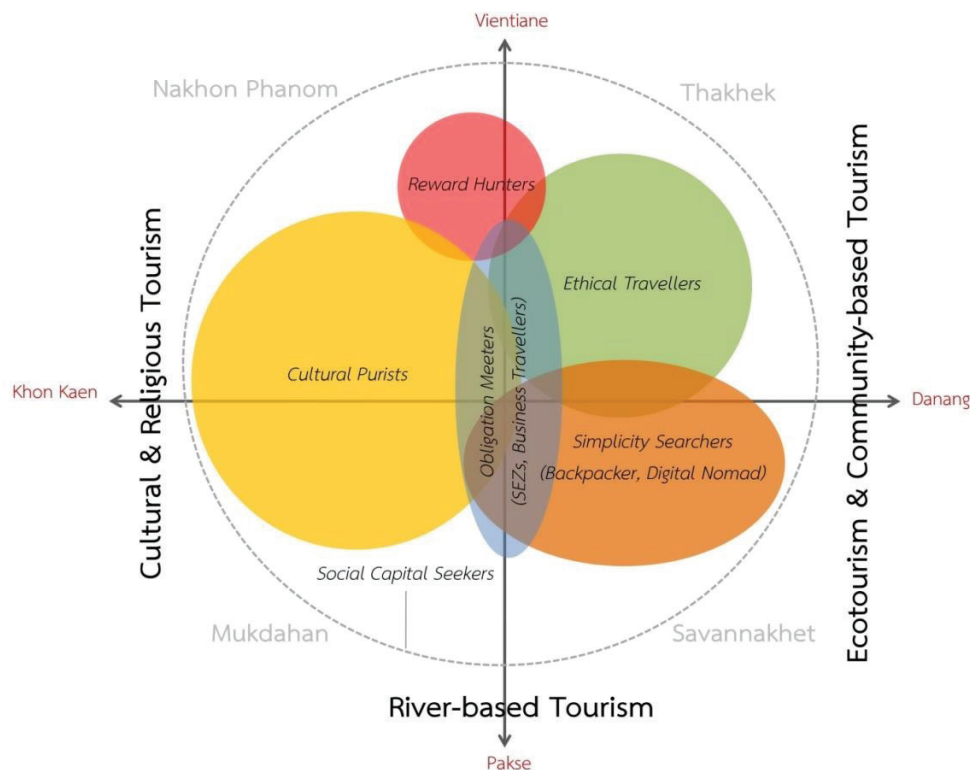 Vientiane
Nakhon Phanom
Thakhek
Reward Hunters
Ethical Travellers
Cultural & Religious Tourism
Ecotourism & Community-based Tourism
Cultural Purists
Obligation Meeters
(SEZs, Business Travellers)
Khon Kaen
Danang
Simplicity Searchers
(Backpacker, Digital Nomad)
Social Capital Seekers
Mukdahan
Savannakhet
River-based Tourism
Pakse